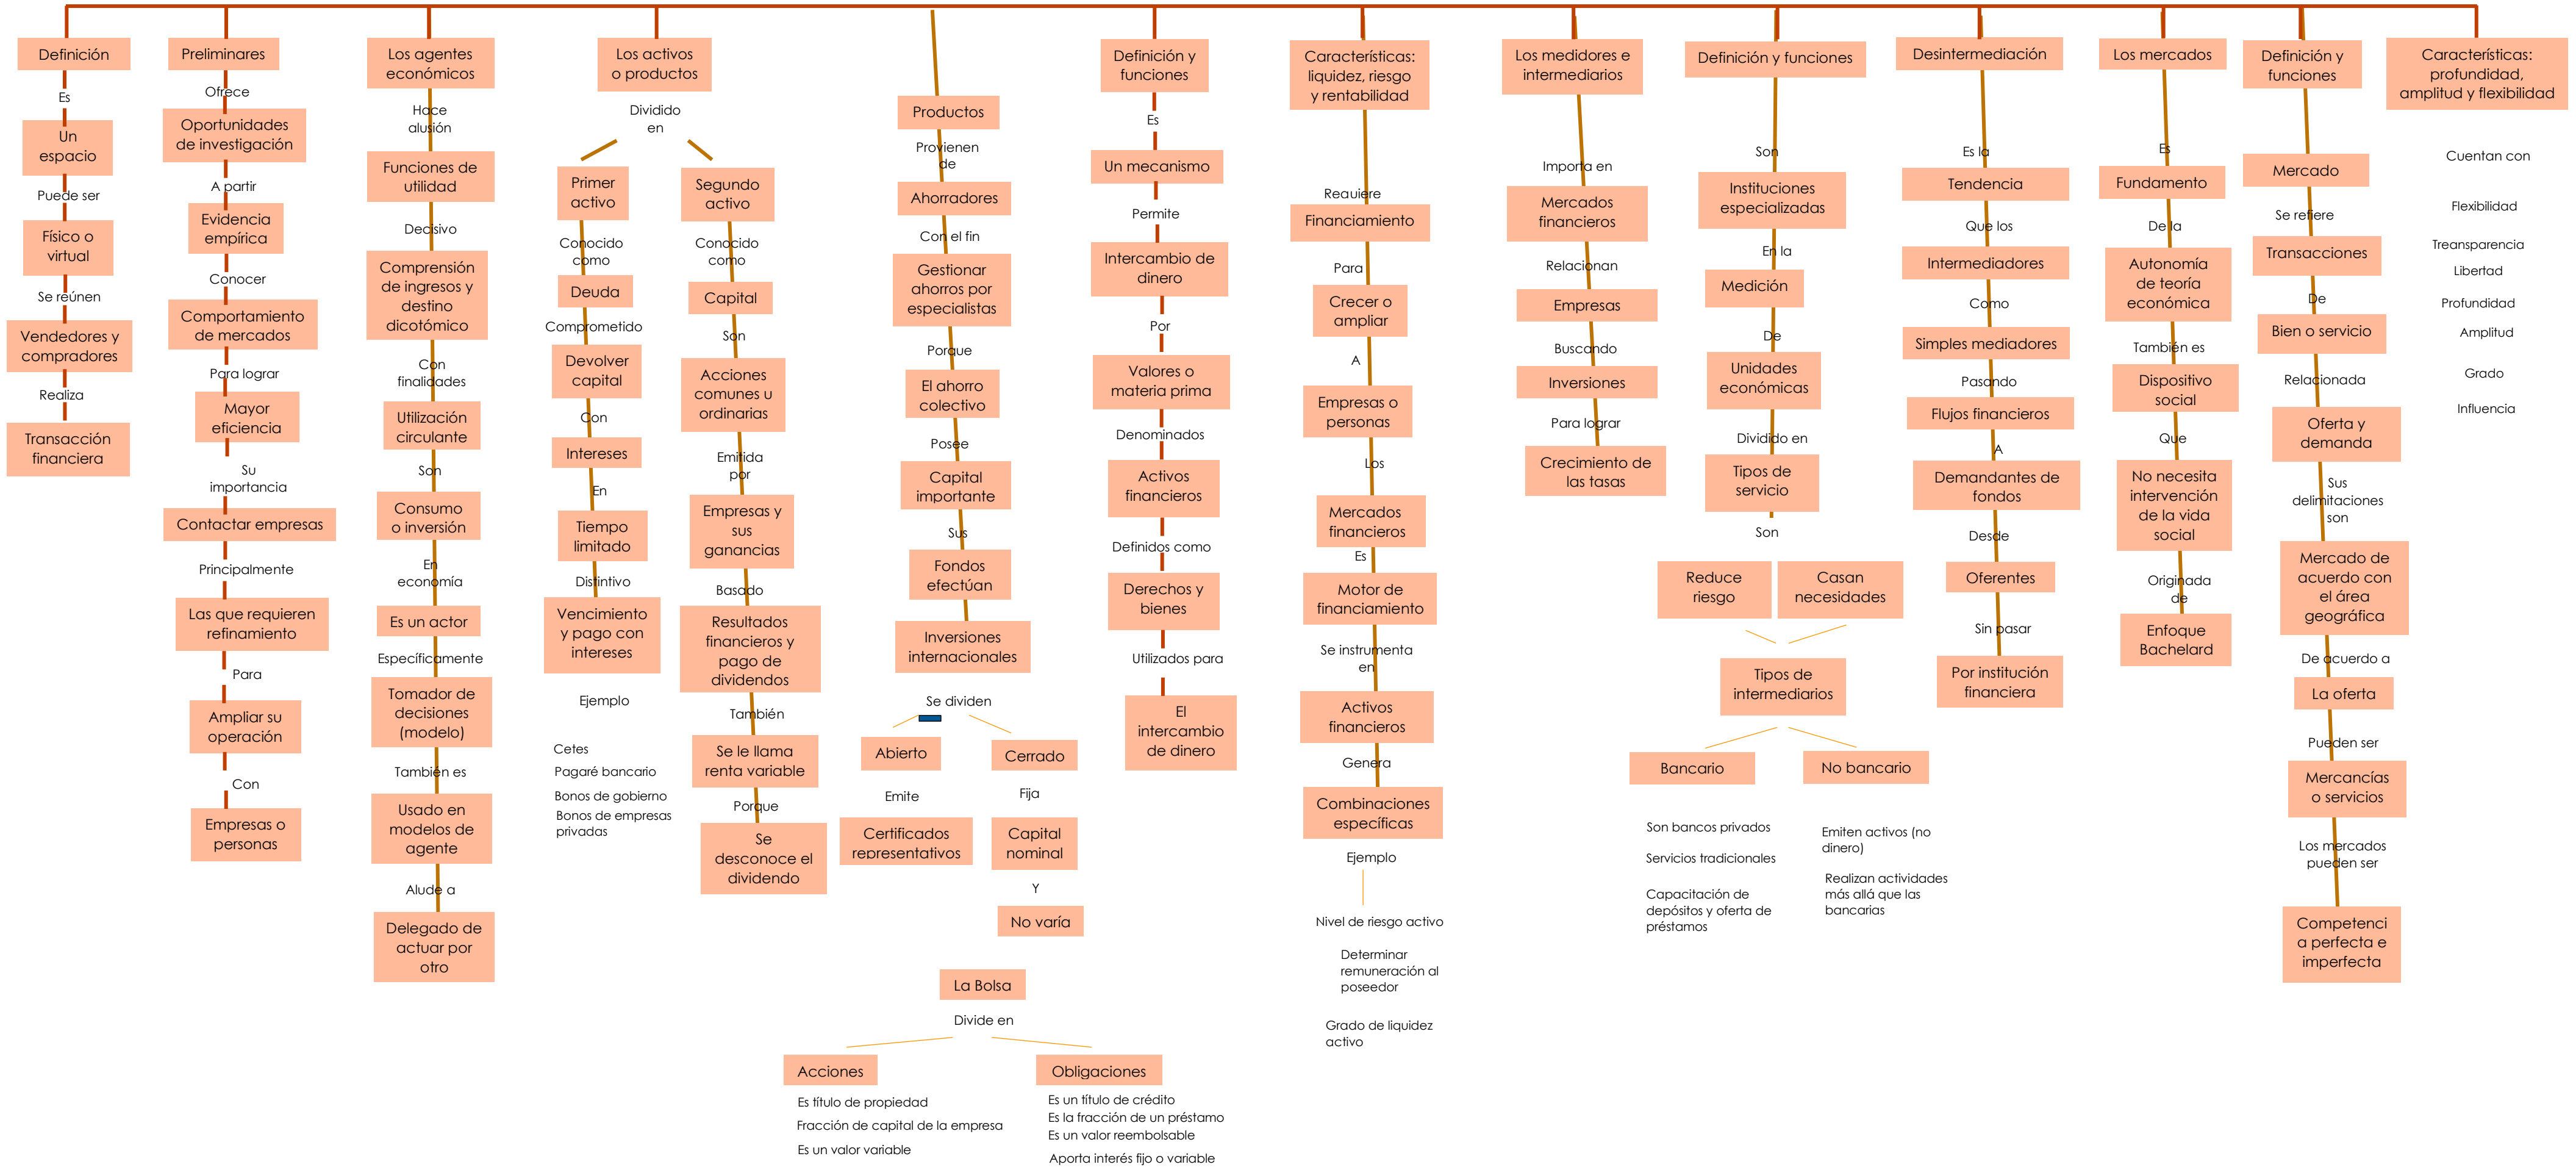 Definición
Es
Un
espacio
Puede ser
Físico o
virtual
Se reúnen
Vendedores y
compradores
Realiza
Transacción
financiera
Preliminares
Ofrece
Oportunidades
de investigación
A partir
Evidencia
empírica
Conocer
Comportamiento
de mercados
Para lograr
Mayor
eficiencia
Su
importancia
Contactar empresas
Principalmente
Las que requieren
refinamiento
Para
Ampliar su
operación
Con
Empresas o
personas
Los agentes
económicos
Hace
alusión
Funciones de
utilidad
Decisivo
Comprensión
de ingresos y
destino
dicotómico
Con
finalidades
Utilización
circulante
Son
Consumo
o inversión
En
economía
Es un actor
Específicamente
Tomador de
decisiones
(modelo)
También es
Usado en
modelos de
agente
Alude a
Delegado de
actuar por
otro
Los activos
o productos
Dividido
en
Primer
activo
Conocido
como
Deuda
Comprometido
Devolver
capital
Con
Intereses
En
Tiempo
limitado
Distintivo
Vencimiento
y pago con
intereses
Ejemplo
Cetes
Pagaré bancario
Bonos de gobierno
Bonos de empresas
privadas
Segundo
activo
Conocido
como
Capital
Son
Acciones
comunes u
ordinarias
Emitida
por
Empresas y
sus
ganancias
Basado
Resultados
financieros y
pago de
dividendos
También
Se le llama
renta variable
Porque
Se
desconoce el
dividendo
Productos
Provienen
de
Ahorradores
Con el fin
Gestionar
ahorros por
especialistas
Porque
El ahorro
colectivo
Posee
Capital
importante
Sus
Fondos
efectúan
Inversiones
internacionales
Se dividen
Abierto
Emite
Certificados
representativos
Cerrado
Fija
Capital
nominal
Y
No varía
La Bolsa
Divide en
Acciones
Es título de propiedad
Fracción de capital de la empresa
Es un valor variable
Obligaciones
Es un título de crédito
Es la fracción de un préstamo
Es un valor reembolsable
Aporta interés fijo o variable
Definición y
funciones
Es
Un mecanismo
Permite
Intercambio de
dinero
Por
Valores o
materia prima
Denominados
Activos
financieros
Definidos como
Derechos y
bienes
Utilizados para
El
intercambio
de dinero
Características:
liquidez, riesgo
y rentabilidad
Requiere
Financiamiento
Para
Crecer o
ampliar
A
Empresas o
personas
Los
Mercados
financieros
Es
Motor de
financiamiento
Se instrumenta
en
Activos
financieros
Genera
Combinaciones
específicas
Ejemplo
Nivel de riesgo activo
Determinar
remuneración al
poseedor
Grado de liquidez
activo
Los medidores e
intermediarios
Importa en
Mercados
financieros
Relacionan
Empresas
Buscando
Inversiones
Para lograr
Crecimiento de
las tasas
Definición y funciones
Son
Instituciones
especializadas
En la
Medición
De
Unidades
económicas
Dividido en
Tipos de
servicio
Son
Reduce
riesgo
Casan
necesidades
Tipos de
intermediarios
Bancario
Son bancos privados
Servicios tradicionales
Capacitación de
depósitos y oferta de
préstamos
No bancario
Emiten activos (no
dinero)
Realizan actividades
más allá que las
bancarias
Desintermediación
Es la
Tendencia
Que los
Intermediadores
Como
Simples mediadores
Pasando
Flujos financieros
A
Demandantes de
fondos
Desde
Oferentes
Sin pasar
Por institución
financiera
Los mercados
Es
Fundamento
De la
Autonomía
de teoría
económica
También es
Dispositivo
social
Que
No necesita
intervención
de la vida
social
Originada
de
Enfoque
Bachelard
Definición y
funciones
Mercado
Se refiere
Transacciones
De
Bien o servicio
Relacionada
Oferta y
demanda
Sus
delimitaciones
son
Mercado de
acuerdo con
el área
geográfica
De acuerdo a
La oferta
Pueden ser
Mercancías
o servicios
Los mercados
pueden ser
Competenci
a perfecta e
imperfecta
Características:
profundidad,
amplitud y flexibilidad
Cuentan con
Flexibilidad
Treansparencia
Libertad
Profundidad
Amplitud
Grado
Influencia